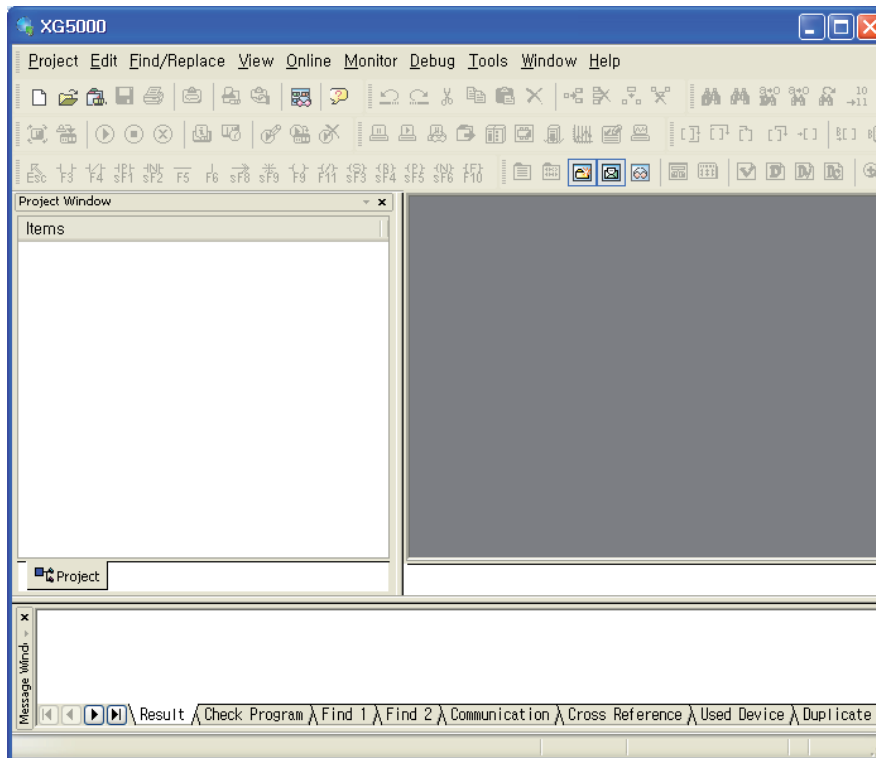 XG5000
Project Edit Find/Replace View Online Monitor Debug Tools Window Help
Esc F3 F4 sF1 sF2 F5 F6 sF8 sF9 F9 F11 sF3 sF4 sF5 sF6 F10
Project Window
Items
Project
Message Wind
Result Check Program Find 1 Find 2 Communication Cross Reference Used Device Duplicate